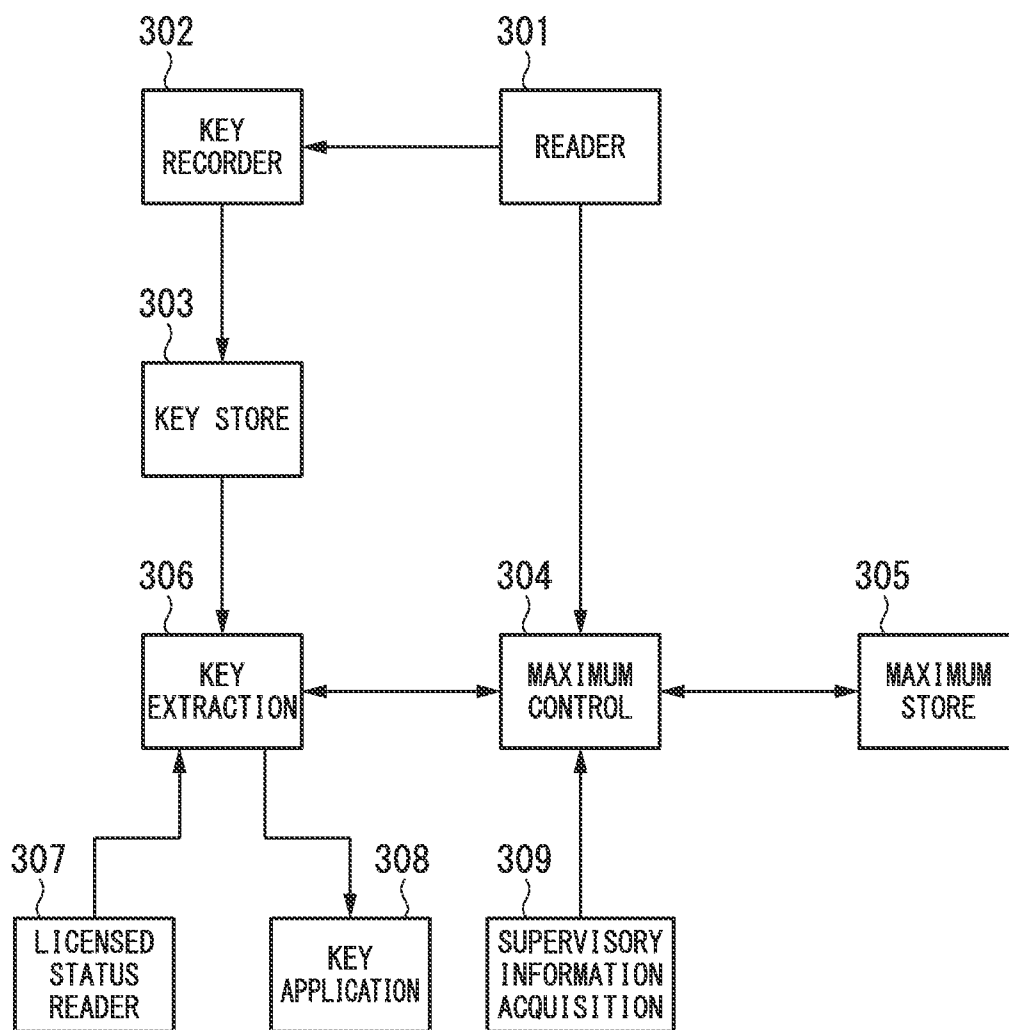 302
301
KEY
RECORDER
READER
303
KEY STORE
306
304
305
KEY
EXTRACTION
MAXIMUM
CONTROL
MAXIMUM
STORE
307
308
309
LICENSED
STATUS
READER
KEY
APPLICATION
SUPERVISORY
INFORMATION
ACQUISITION